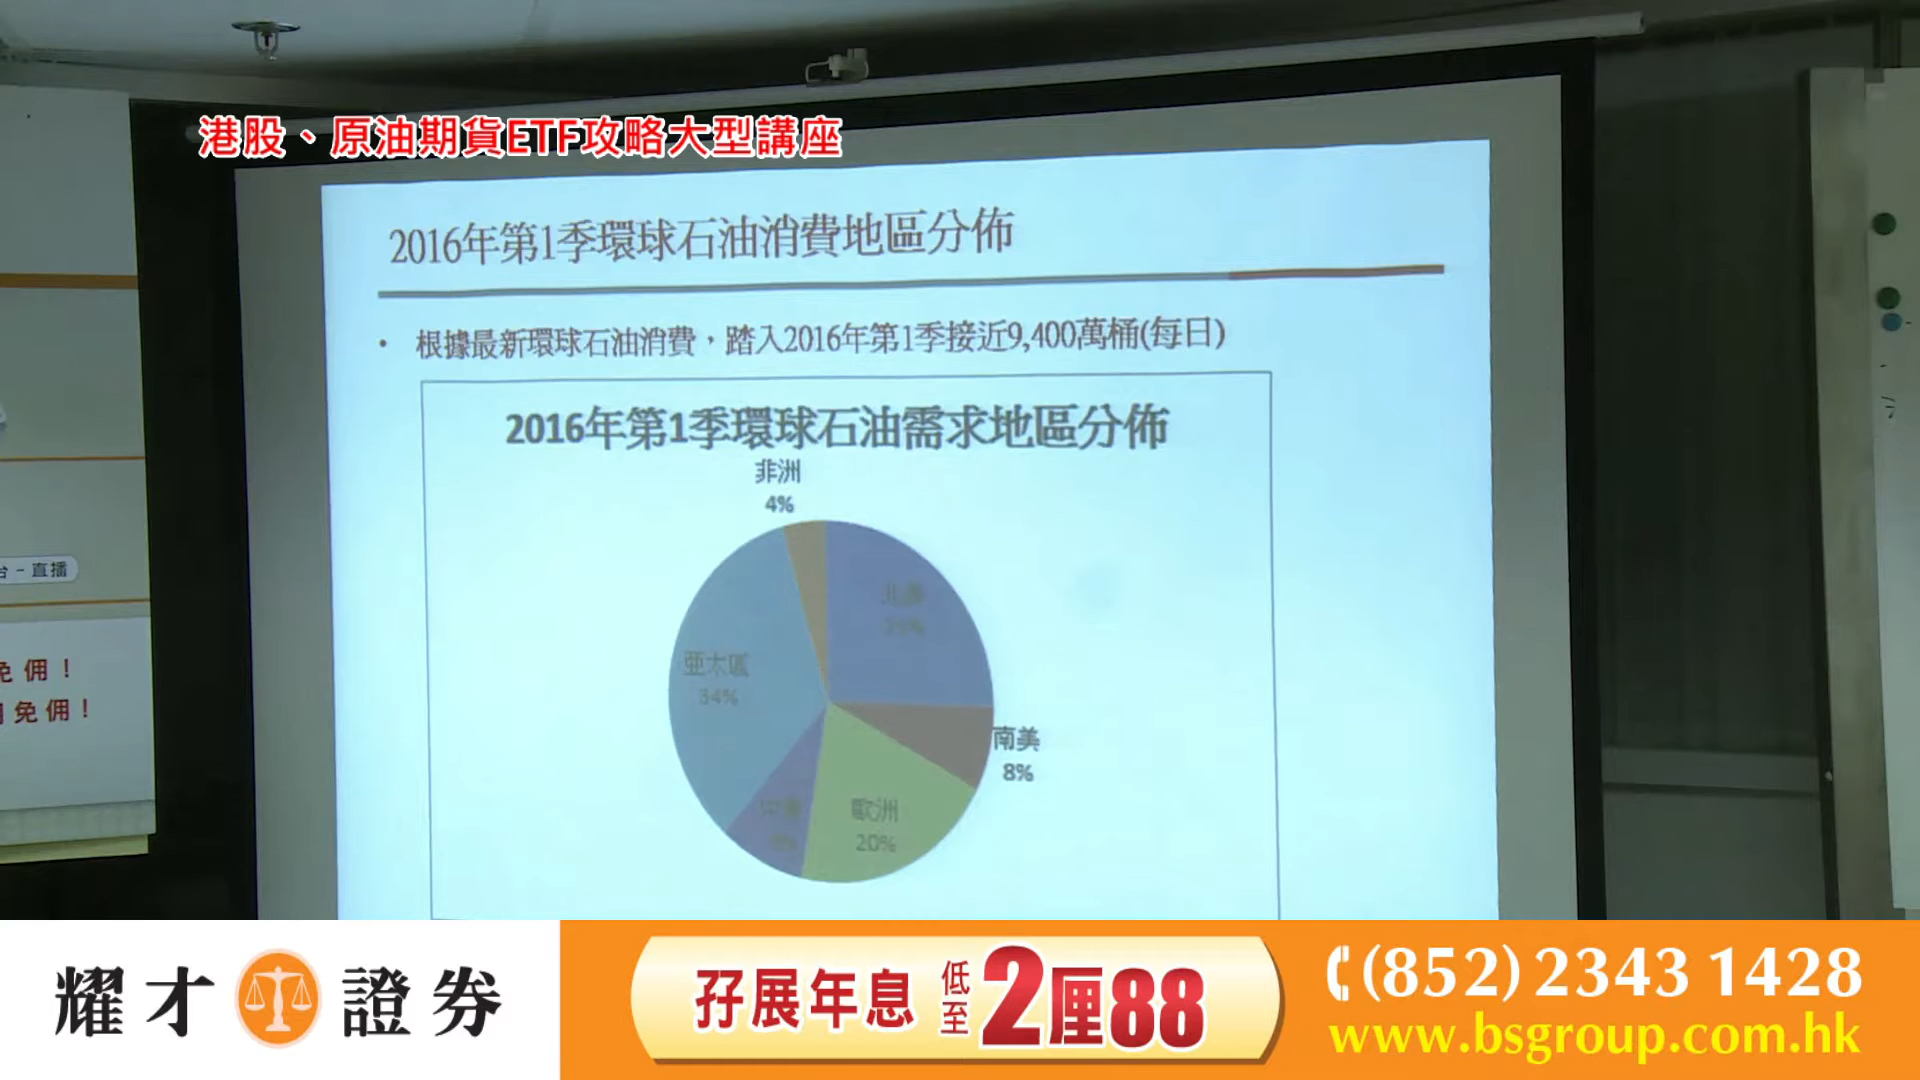 港股、原油期貨ETF攻略大型講座
2016年第1季環球石油消費地區分佈
• 根據最新環球石油消費，踏入2016年第1季接近9,400萬桶(每日)
2016年第1季環球石油需求地區分佈
非洲
4%
北美
亞太區
34%
南美
8%
歐洲
20%
台 - 直播
免佣！
免佣！
耀才證券
孖展年息低至2厘88
(852) 2343 1428
www.bsgroup.com.hk